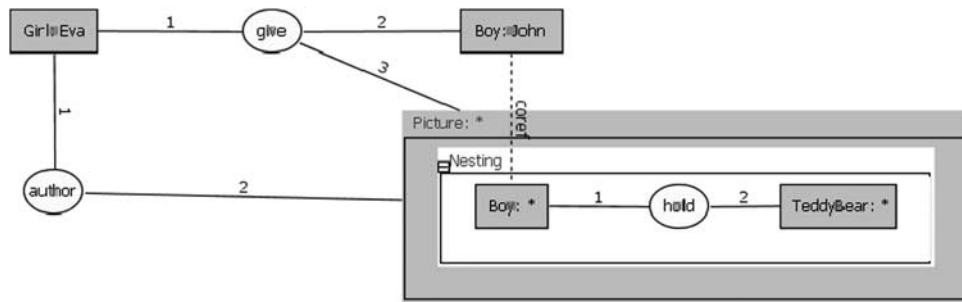 Girl:Eva
1
give
2
Boy: John
3
1
coref
Picture: *
Nesting
author
2
Boy: *
1
hold
2
TeddyBear: *